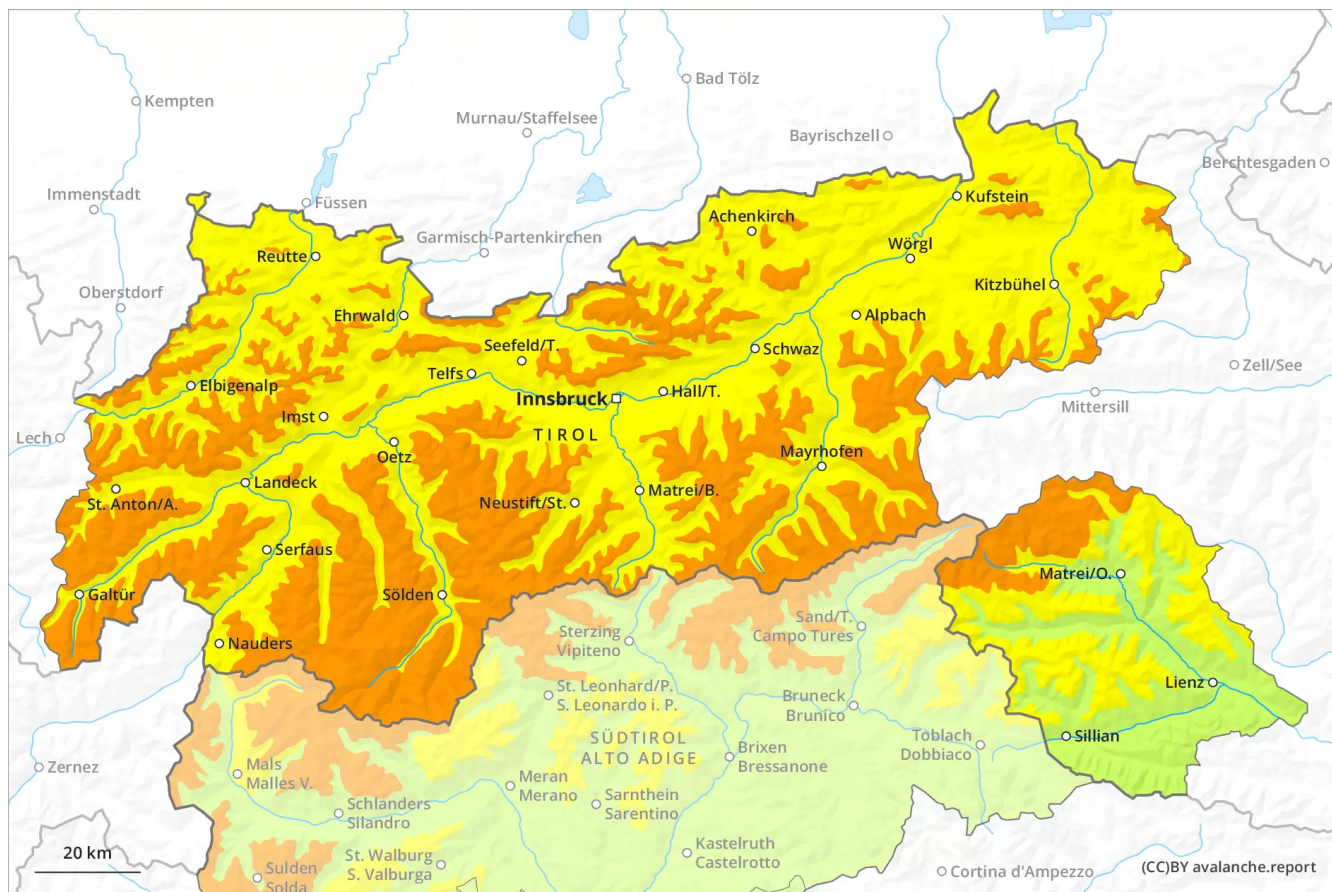 Bad Tölz
Kempten
Murnau/Staffelsee
Bayrischzell
Berchtesgaden
Immenstadt
Füssen
Kufstein
Achenkirch
Garmisch-Partenkirchen
Wörgl
Reutte
Oberstdorf
Kitzbühel
Ehrwald
Alpbach
Seefeld/T.
Schwaz
Zell/See
Telfs
Elbigenalp
Hall/T.
Innsbruck
Mittersill
Imst
Lech
TIROL
Oetz
Mayrhofen
Landeck
Matrei/B.
St. Anton/A.
Neustift/St.
Serfaus
Matrei/O.
Galtür
Sölden
Sand/T.
Campo Tures
Sterzing
Vipiteno
Nauders
St. Leonhard/P.
S. Leonardo i. P.
Bruneck
Brunico
Lienz
SÜDTIROL
ALTO ADIGE
Toblach
Dobbiaco
Sillian
Brixen
Bressanone
Zernez
Mals
Malles V.
Meran
Merano
Sarnthein
Sarentino
Schlanders
Silandro
Kastelruth
Castelrotto
20 km
St. Walburg
S. Valburga
Sulden
Solda
Cortina d'Ampezzo
(CC)BY avalanche.report